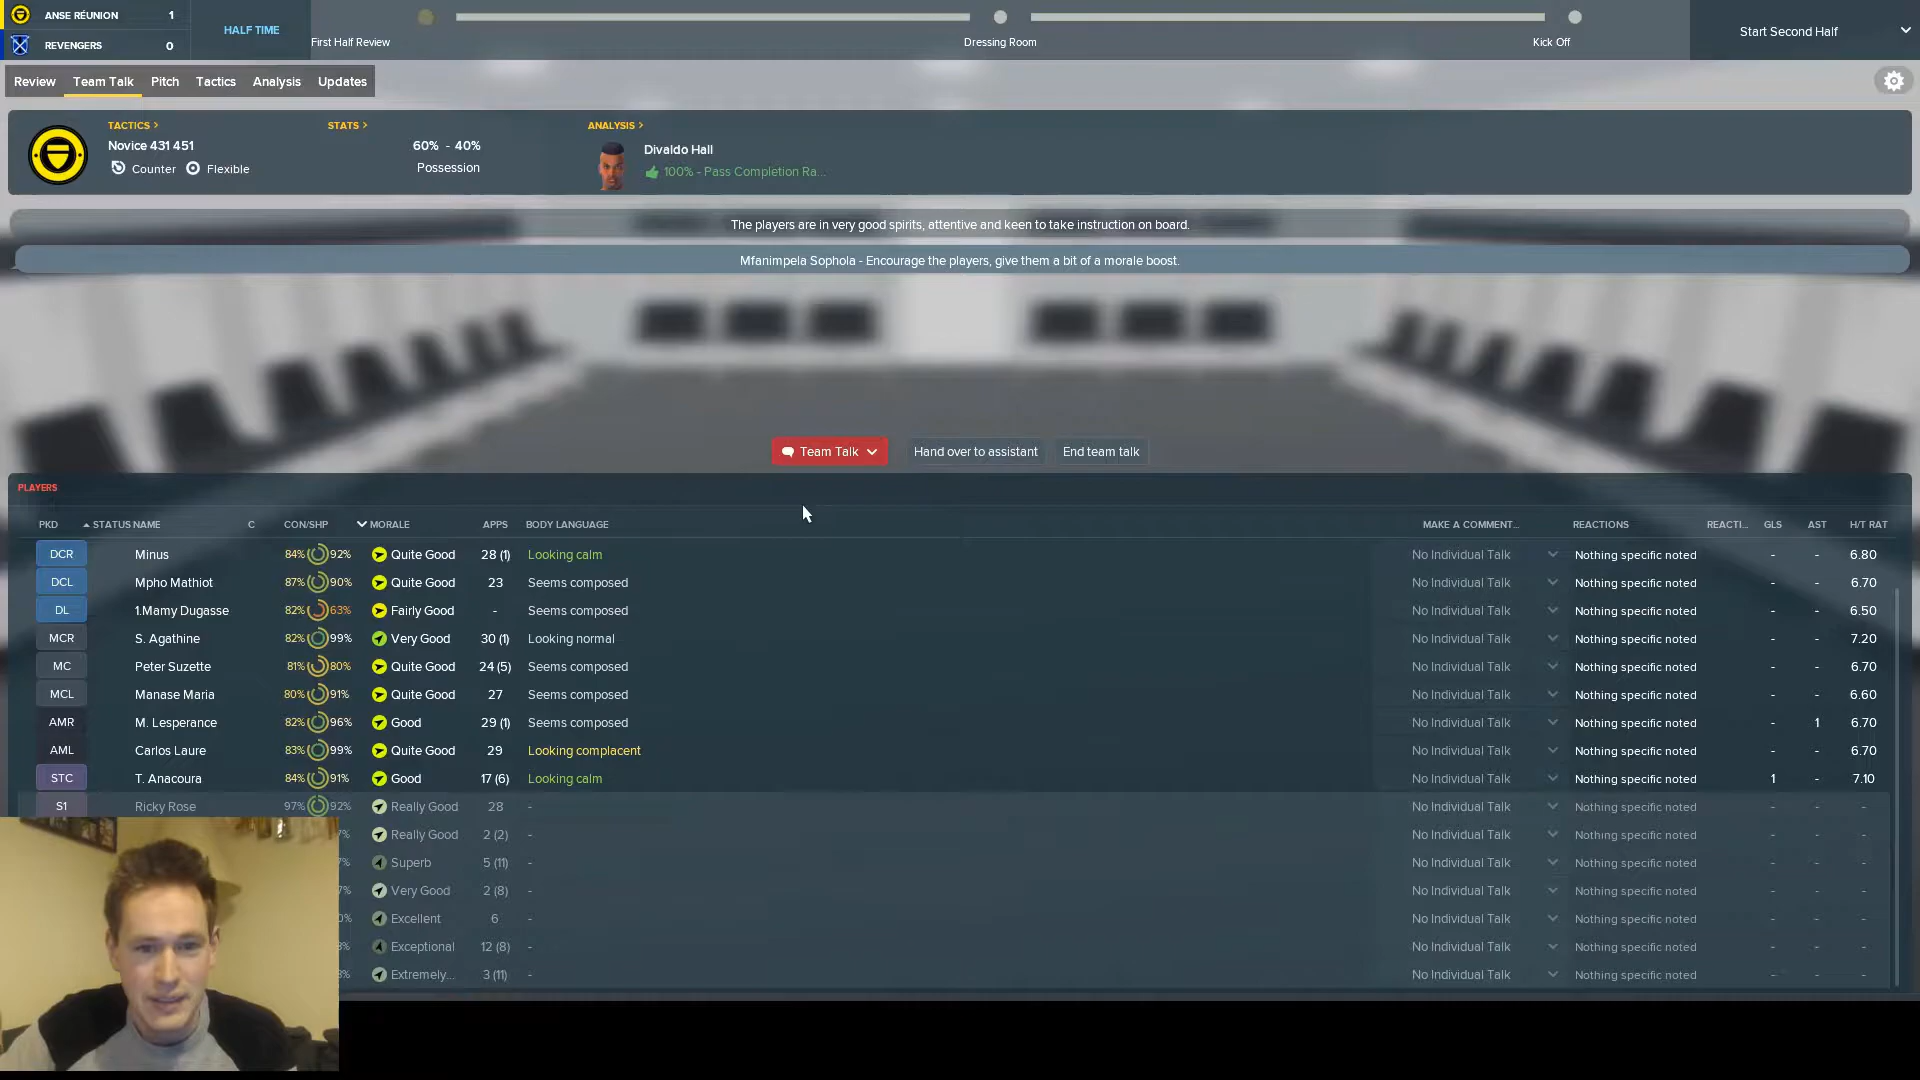 ANSE RÉUNION 1
REVENGERS 0
HALF TIME
First Half Review
Dressing Room
Kick Off
Start Second Half
Review Team Talk Pitch Tactics Analysis Updates
TACTICS >
Novice 431 451
Counter Flexible
STATS >
60% - 40%
Possession
ANALYSIS >
Divaldo Hall
100% - Pass Completion Ra...
The players are in very good spirits, attentive and keen to take instruction on board.
Mfanimpela Sophola - Encourage the players, give them a bit of a morale boost.
Team Talk Hand over to assistant End team talk
PLAYERS
PKD STATUS NAME C CON/SHP MORALE APPS BODY LANGUAGE MAKE A COMMENT... REACTIONS REACTI... GLS AST H/T RAT
DCR Minus 84% 92% Quite Good 28 (1) Looking calm No Individual Talk Nothing specific noted - - 6.80
DCL Mpho Mathiot 87% 90% Quite Good 23 Seems composed No Individual Talk Nothing specific noted - - 6.70
DL 1.Mamy Dugasse 82% 63% Fairly Good - Seems composed No Individual Talk Nothing specific noted - - 6.50
MCR S. Agathine 82% 99% Very Good 30 (1) Looking normal No Individual Talk Nothing specific noted - - 7.20
MC Peter Suzette 81% 80% Quite Good 24 (5) Seems composed No Individual Talk Nothing specific noted - - 6.70
MCL Manase Maria 80% 91% Quite Good 27 Seems composed No Individual Talk Nothing specific noted - - 6.60
AMR M. Lesperance 82% 96% Good 29 (1) Seems composed No Individual Talk Nothing specific noted - 1 6.70
AML Carlos Laure 83% 99% Quite Good 29 Looking complacent No Individual Talk Nothing specific noted - - 6.70
STC T. Anacoura 84% 91% Good 17 (6) Looking calm No Individual Talk Nothing specific noted 1 - 7.10
S1 Ricky Rose 97% 92% Really Good 28 - No Individual Talk Nothing specific noted - - -
Really Good 2 (2) - No Individual Talk Nothing specific noted - - -
Superb 5 (11) - No Individual Talk Nothing specific noted - - -
Very Good 2 (8) - No Individual Talk Nothing specific noted - - -
Excellent 6 - No Individual Talk Nothing specific noted - - -
Exceptional 12 (8) - No Individual Talk Nothing specific noted - - -
Extremely... 3 (11) - No Individual Talk Nothing specific noted - - -